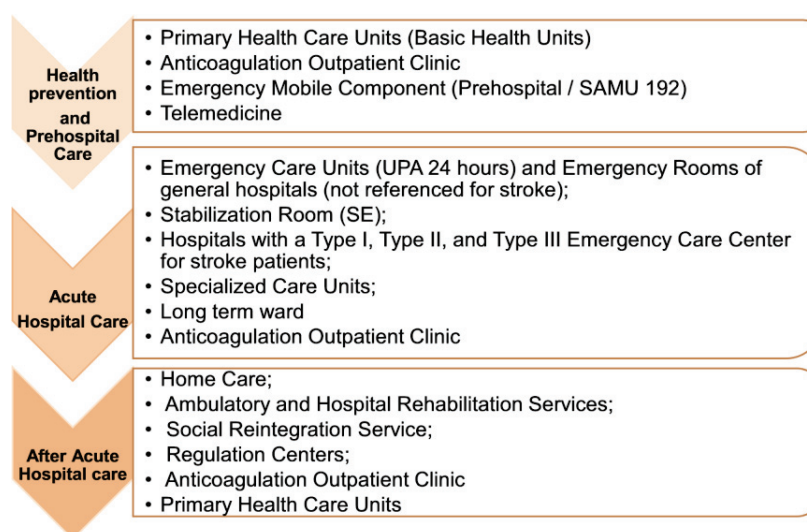 Health
prevention
and
Prehospital
Care
• Primary Health Care Units (Basic Health Units)
• Anticoagulation Outpatient Clinic
• Emergency Mobile Component (Prehospital / SAMU 192)
• Telemedicine
Acute
Hospital Care
• Emergency Care Units (UPA 24 hours) and Emergency Rooms of
general hospitals (not referenced for stroke);
• Stabilization Room (SE);
• Hospitals with a Type I, Type II, and Type III Emergency Care Center
for stroke patients;
• Specialized Care Units;
• Long term ward
• Anticoagulation Outpatient Clinic
After Acute
Hospital care
• Home Care;
• Ambulatory and Hospital Rehabilitation Services;
• Social Reintegration Service;
• Regulation Centers;
• Anticoagulation Outpatient Clinic
• Primary Health Care Units